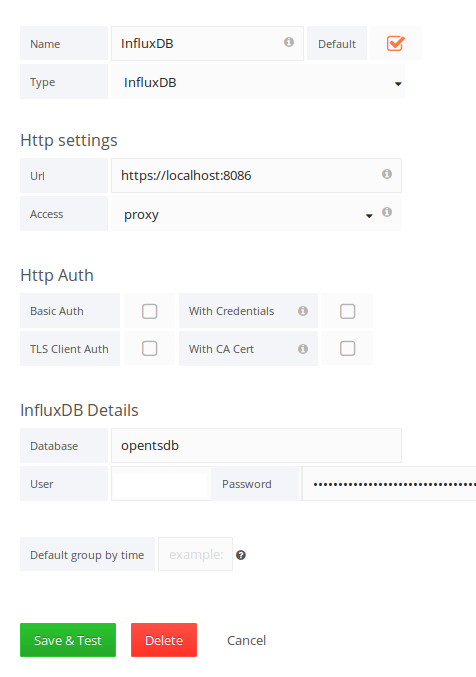 Name InfluxDB Default
Type InfluxDB
Http settings
Url https://localhost:8086
Access proxy
Http Auth
Basic Auth With Credentials
TLS Client Auth With CA Cert
InfluxDB Details
Database opentsdb
User Password ••••••••••••••••••••••••••••••••
Default group by time example:
Save & Test Delete Cancel